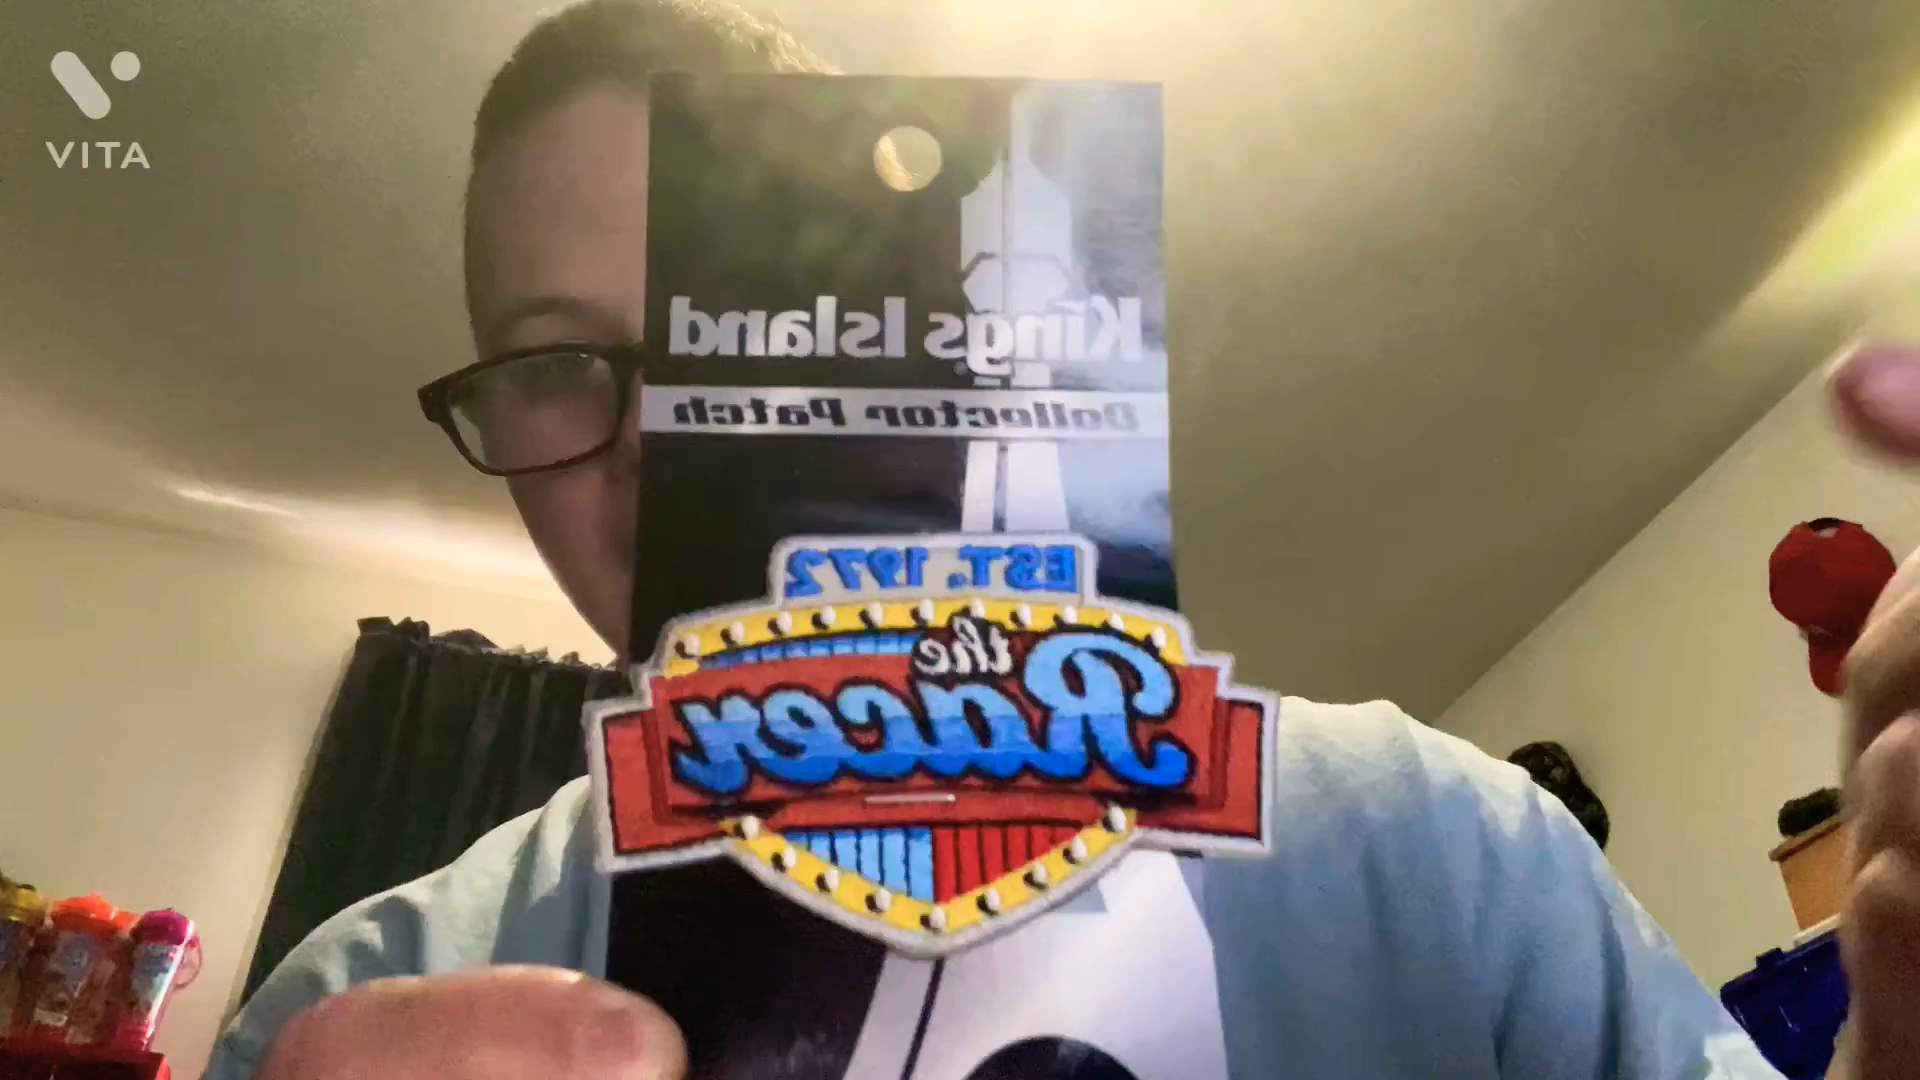 VITA
Kings Island
Collector Patch
EST. 1972
the
Racer